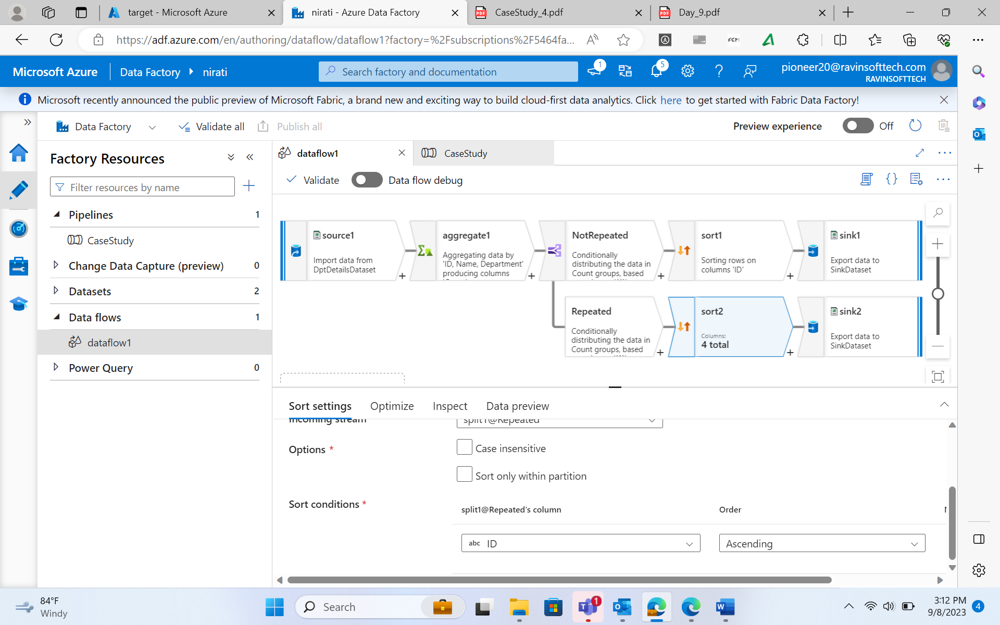 target - Microsoft Azure
nirati - Azure Data Factory
CaseStudy_4.pdf
Day_9.pdf
https://adf.azure.com/en/authoring/dataflow/dataflow1?factory=%2Fsubscriptions%2F5464fa...
FCM
Microsoft Azure
Data Factory
nirati
Search factory and documentation
1
5
pioneer20@ravinsofttech.com
RAVINSOFTTECH
Microsoft recently announced the public preview of Microsoft Fabric, a brand new and exciting way to build cloud-first data analytics. Click here to get started with Fabric Data Factory!
Data Factory
Validate all
Publish all
Preview experience
Off
Factory Resources
Filter resources by name
Pipelines 1
CaseStudy
Change Data Capture (preview) 0
Datasets 2
Data flows 1
dataflow1
Power Query 0
dataflow1
CaseStudy
Validate
Data flow debug
source1
Import data from
DptDetailsDataset
aggregate1
Aggregating data by
'ID, Name, Department'
producing columns
NotRepeated
Conditionally
distributing the data in
Count groups, based
sort1
Sorting rows on
columns 'ID'
sink1
Export data to
SinkDataset
Repeated
Conditionally
distributing the data in
Count groups, based
sort2
Columns:
4 total
sink2
Export data to
SinkDataset
Sort settings
Optimize
Inspect
Data preview
Incoming stream
split1@Repeated
Options *
Case insensitive
Sort only within partition
Sort conditions *
split1@Repeated's column
Order
abc ID
Ascending
84°F
Windy
Search
1
3:12 PM
9/8/2023
4